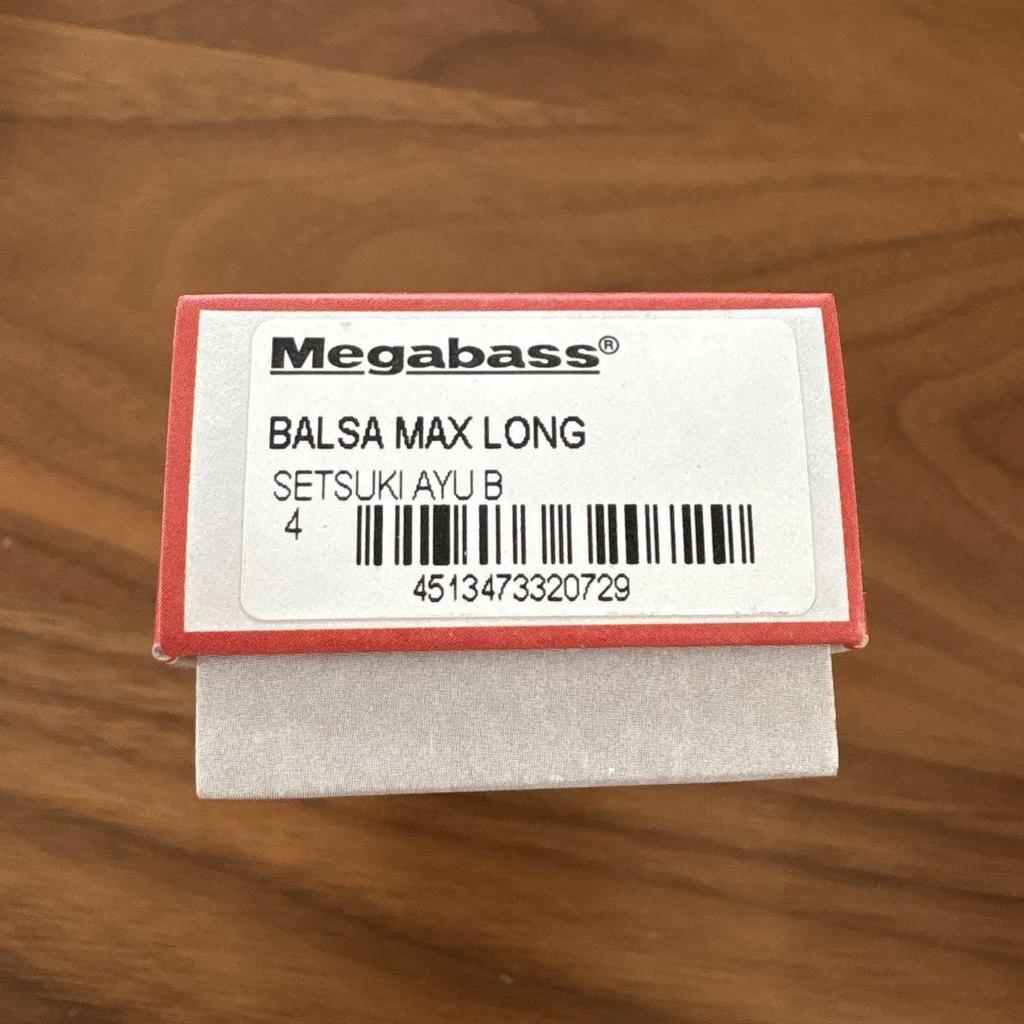 Megabass®
BALSA MAX LONG
SETSUKI AYU B
4
4513473320729